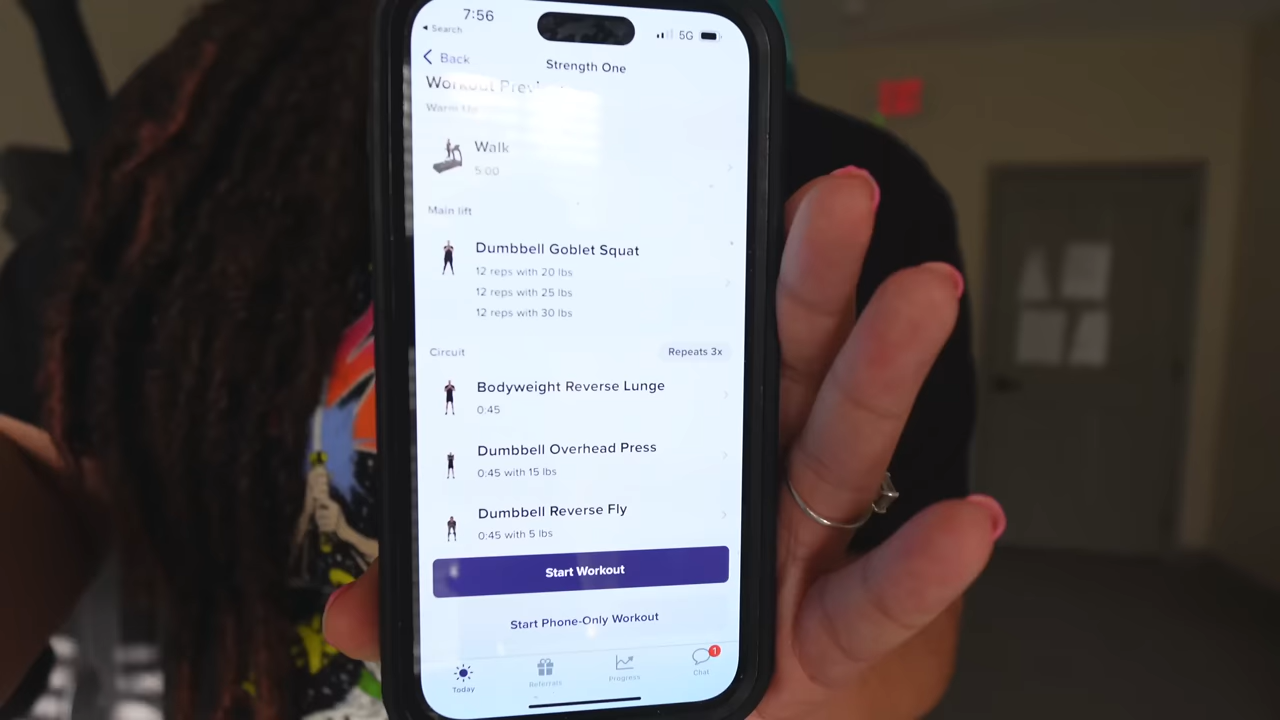 7:56
Search
5G
Back
Strength One
Workout
Walk
5:00
Main lift
Dumbbell Goblet Squat
12 reps with 20 lbs
12 reps with 25 lbs
12 reps with 30 lbs
Circuit
Repeats 3x
Bodyweight Reverse Lunge
0:45
Dumbbell Overhead Press
0:45 with 15 lbs
Dumbbell Reverse Fly
0:45 with 5 lbs
Start Workout
Start Phone-Only Workout
1
Today
Referrals
Progress
Chat